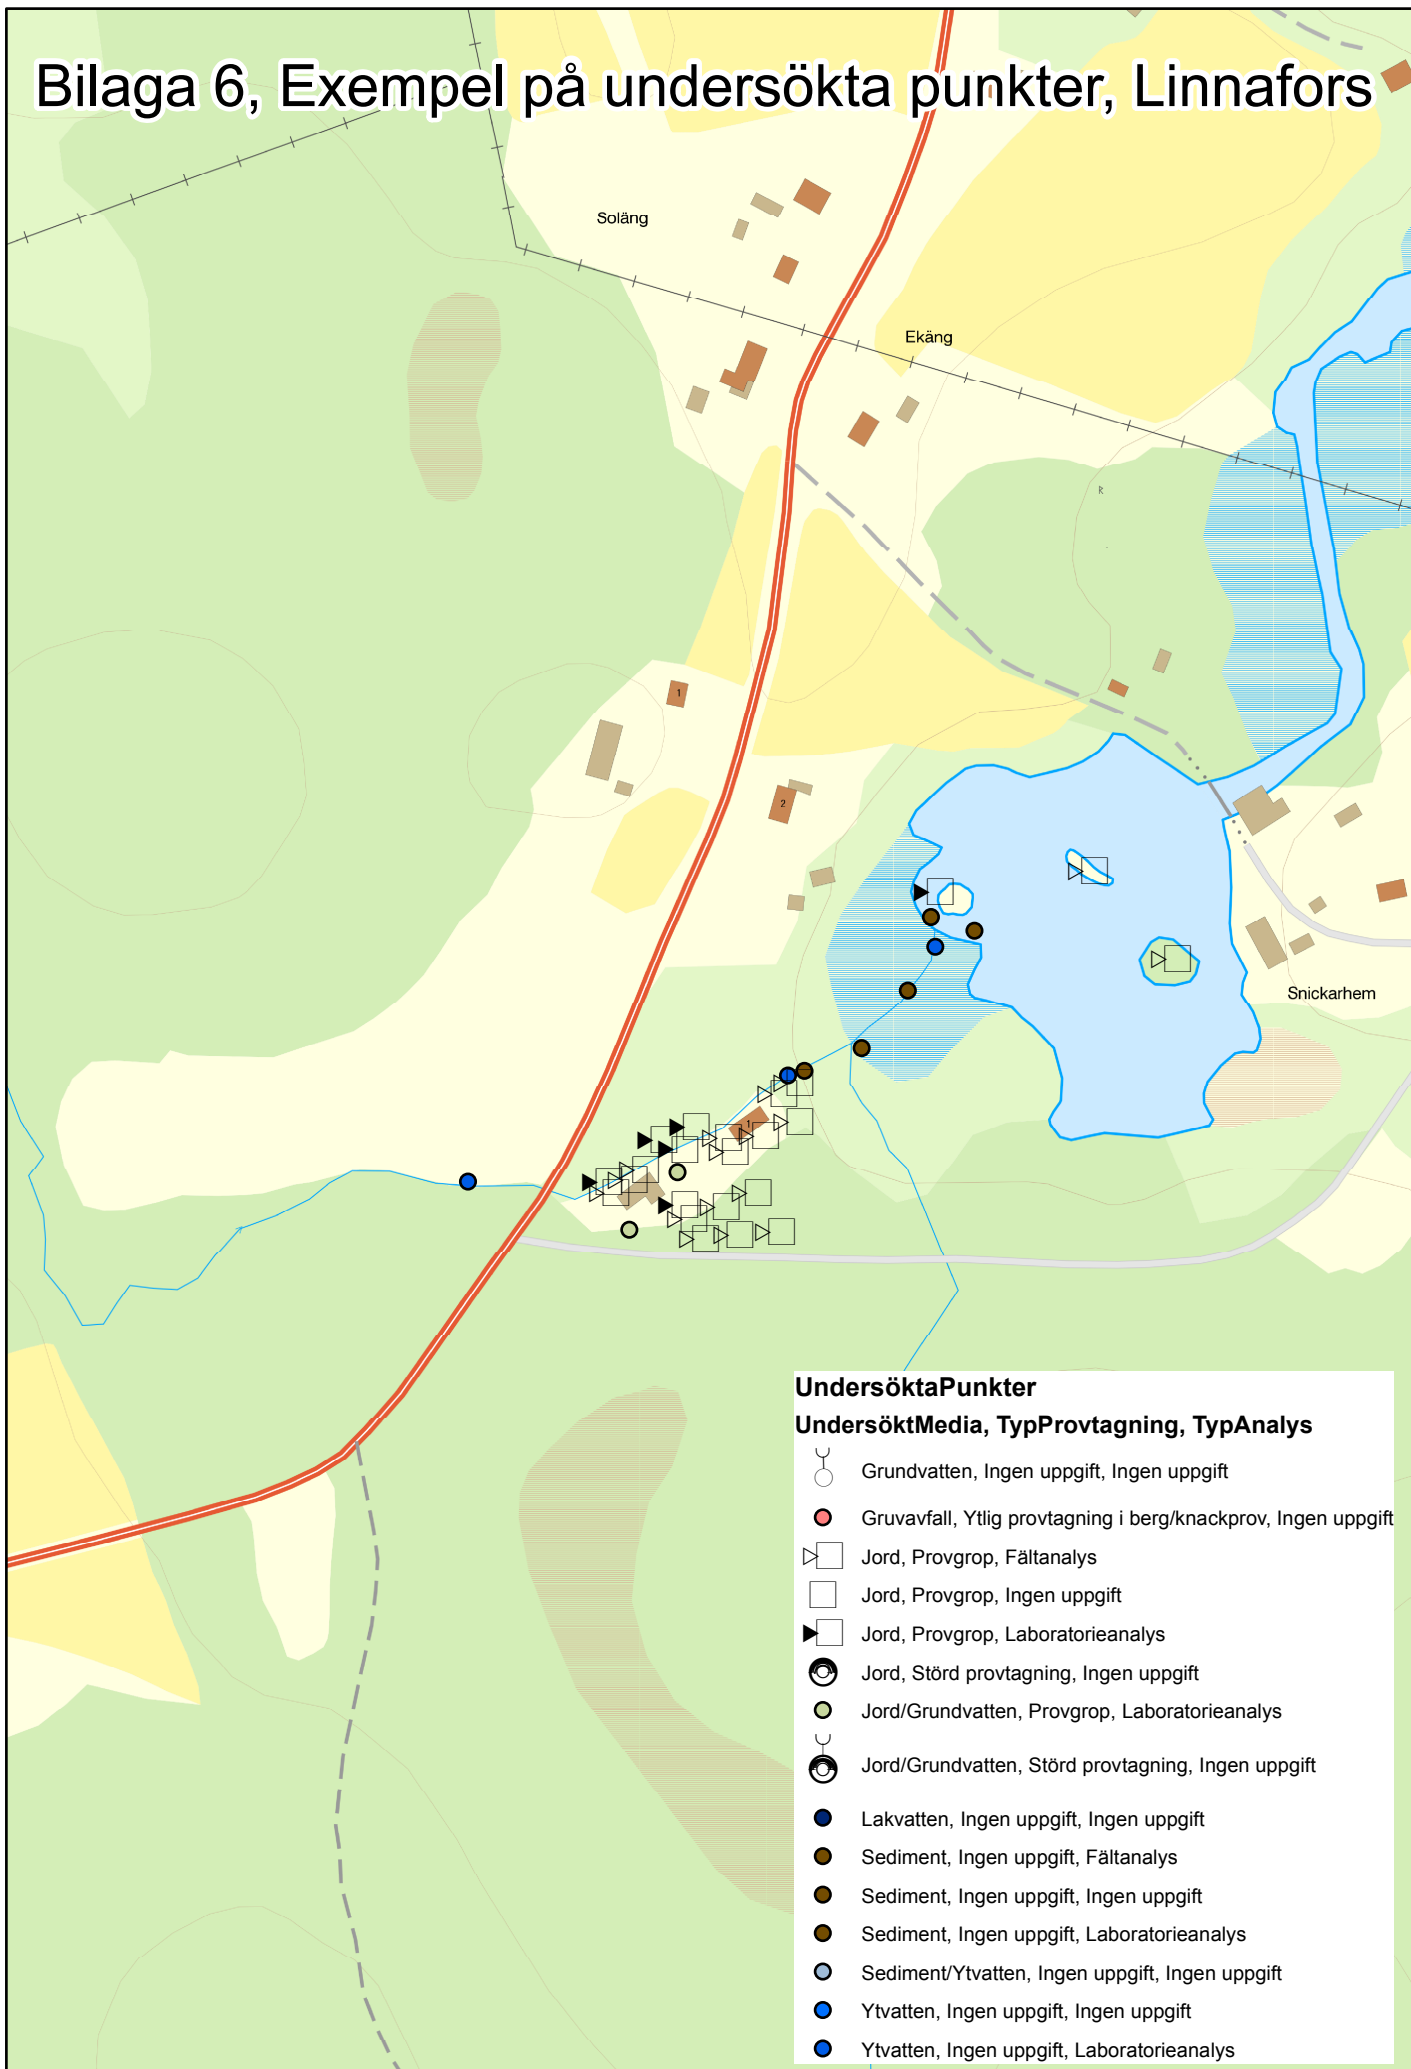 Bilaga 6, Exempel på undersökta punkter, Linnafors
Soläng
Ekäng
R
1
2
Snickarhem
1
UndersöktaPunkter
UndersöktMedia, TypProvtagning, TypAnalys
Grundvatten, Ingen uppgift, Ingen uppgift
Gruvavfall, Ytlig provtagning i berg/knackprov, Ingen uppgift
Jord, Provgrop, Fältanalys
Jord, Provgrop, Ingen uppgift
Jord, Provgrop, Laboratorieanalys
Jord, Störd provtagning, Ingen uppgift
Jord/Grundvatten, Provgrop, Laboratorieanalys
Jord/Grundvatten, Störd provtagning, Ingen uppgift
Lakvatten, Ingen uppgift, Ingen uppgift
Sediment, Ingen uppgift, Fältanalys
Sediment, Ingen uppgift, Ingen uppgift
Sediment, Ingen uppgift, Laboratorieanalys
Sediment/Ytvatten, Ingen uppgift, Ingen uppgift
Ytvatten, Ingen uppgift, Ingen uppgift
Ytvatten, Ingen uppgift, Laboratorieanalys